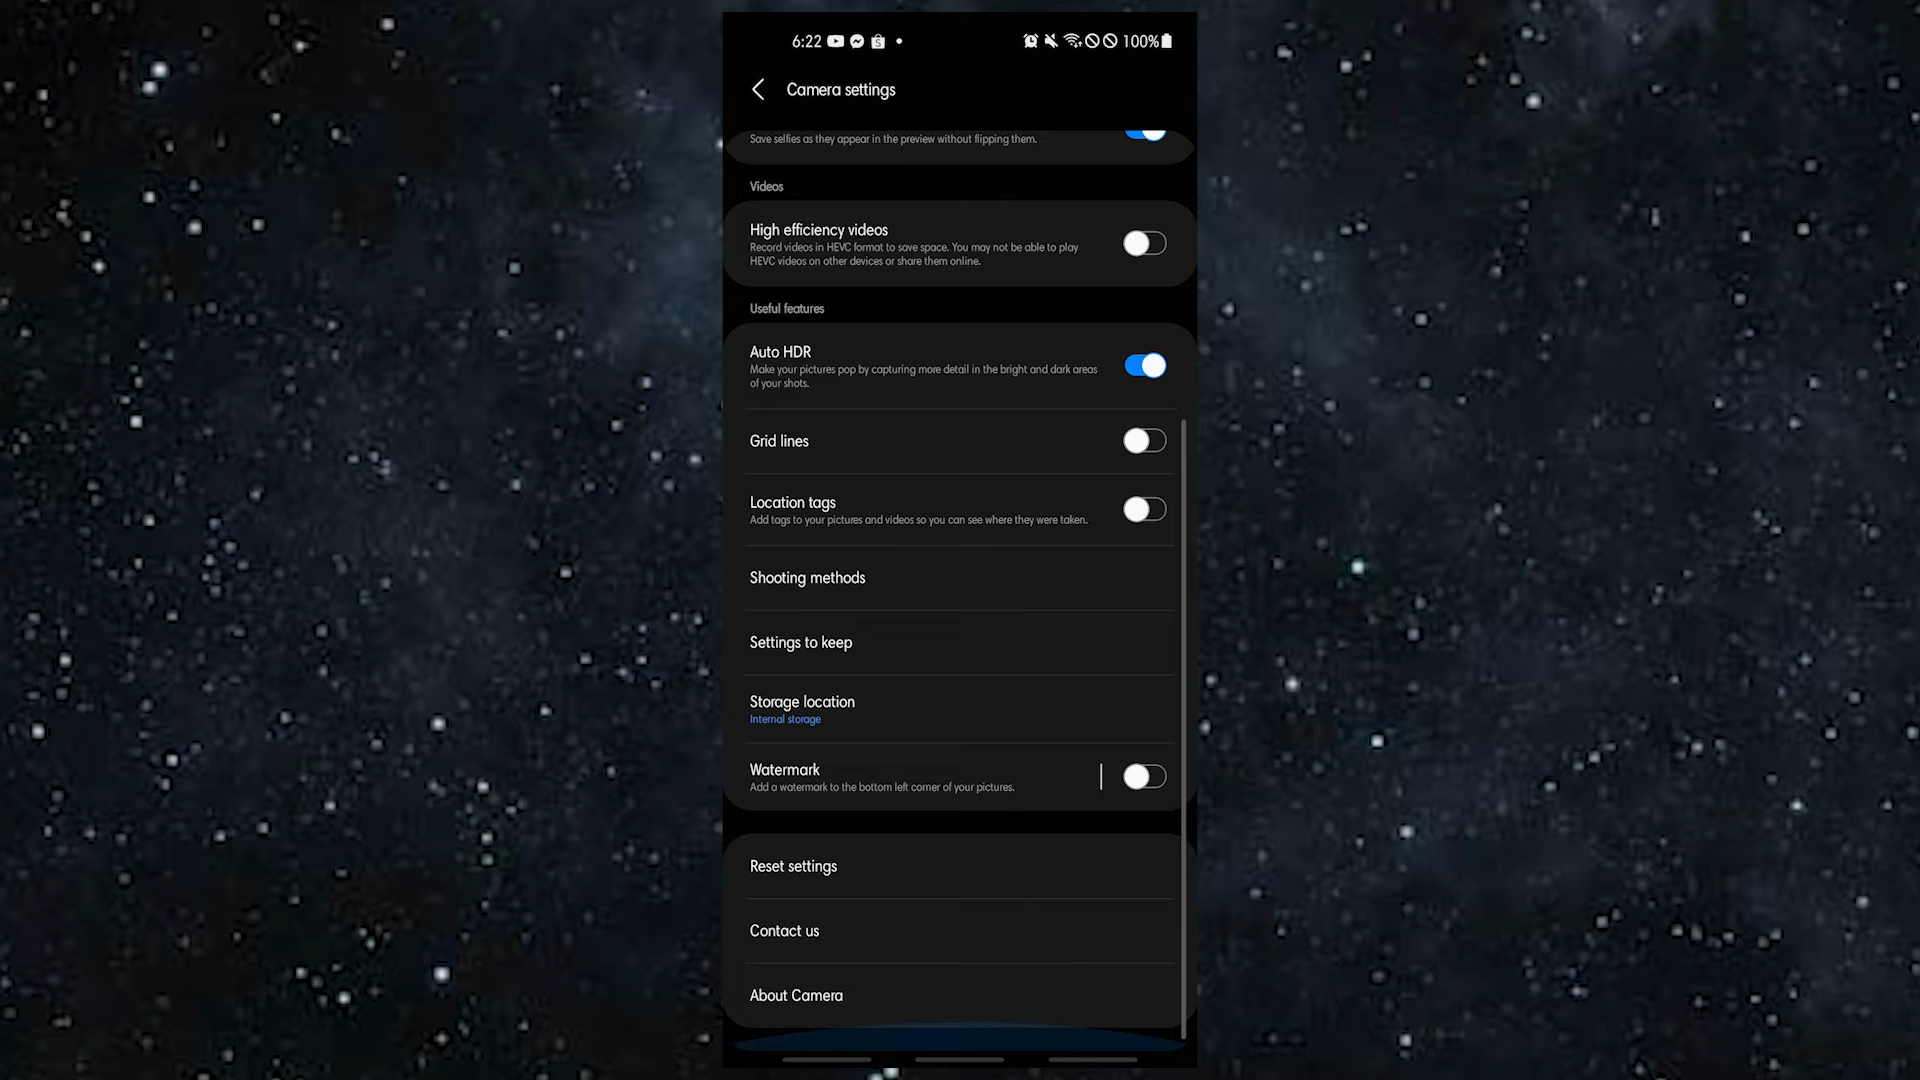 6:22
100%
Camera settings
Save selfies as they appear in the preview without flipping them.
Videos
High efficiency videos
Record videos in HEVC format to save space. You may not be able to play
HEVC videos on other devices or share them online.
Useful features
Auto HDR
Make your pictures pop by capturing more detail in the bright and dark areas
of your shots.
Grid lines
Location tags
Add tags to your pictures and videos so you can see where they were taken.
Shooting methods
Settings to keep
Storage location
Internal storage
Watermark
Add a watermark to the bottom left corner of your pictures.
Reset settings
Contact us
About Camera